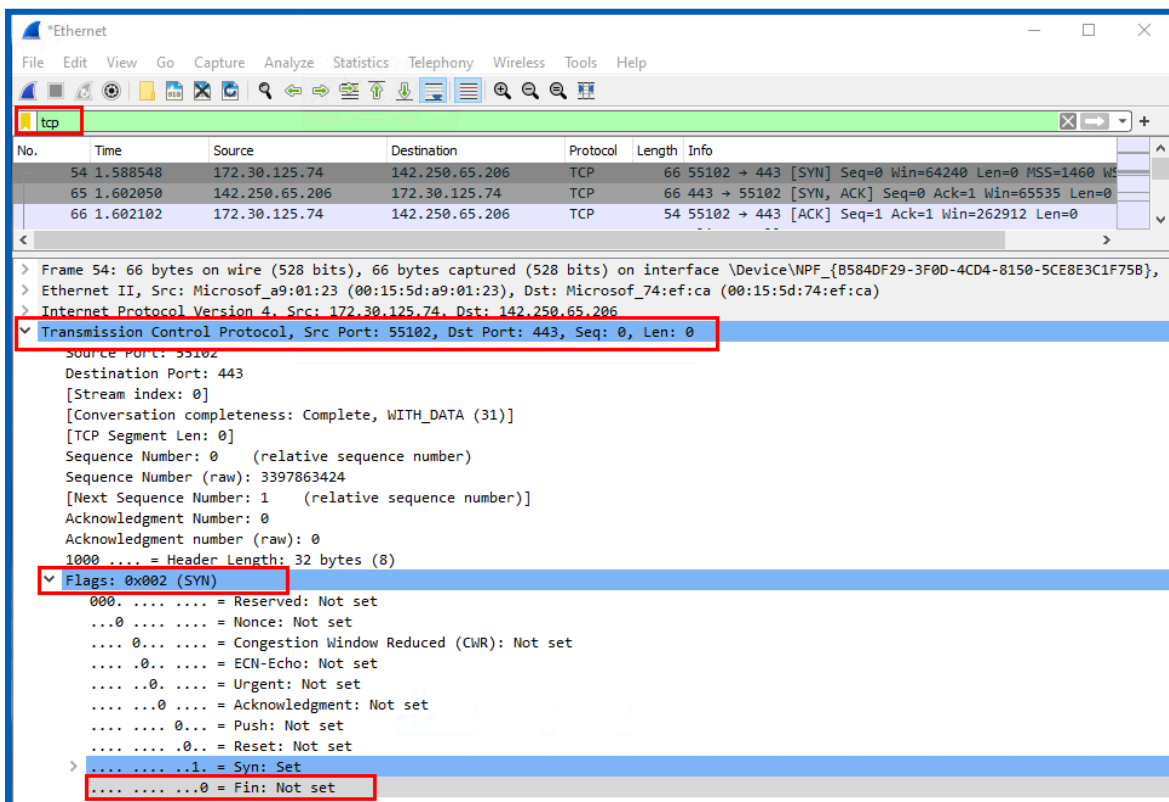 *Ethernet
File Edit View Go Capture Analyze Statistics Telephony Wireless Tools Help
tcp
No. Time Source Destination Protocol Length Info
54 1.588548 172.30.125.74 142.250.65.206 TCP 66 55102 → 443 [SYN] Seq=0 Win=64240 Len=0 MSS=1460 WS
65 1.602050 142.250.65.206 172.30.125.74 TCP 66 443 → 55102 [SYN, ACK] Seq=0 Ack=1 Win=65535 Len=0
66 1.602102 172.30.125.74 142.250.65.206 TCP 54 55102 → 443 [ACK] Seq=1 Ack=1 Win=262912 Len=0
Frame 54: 66 bytes on wire (528 bits), 66 bytes captured (528 bits) on interface \Device\NPF_{B584DF29-3F0D-4CD4-8150-5CE8E3C1F75B},
Ethernet II, Src: Microsof_a9:01:23 (00:15:5d:a9:01:23), Dst: Microsof_74:ef:ca (00:15:5d:74:ef:ca)
Internet Protocol Version 4, Src: 172.30.125.74, Dst: 142.250.65.206
Transmission Control Protocol, Src Port: 55102, Dst Port: 443, Seq: 0, Len: 0
Source Port: 55102
Destination Port: 443
[Stream index: 0]
[Conversation completeness: Complete, WITH_DATA (31)]
[TCP Segment Len: 0]
Sequence Number: 0 (relative sequence number)
Sequence Number (raw): 3397863424
[Next Sequence Number: 1 (relative sequence number)]
Acknowledgment Number: 0
Acknowledgment number (raw): 0
1000 .... = Header Length: 32 bytes (8)
Flags: 0x002 (SYN)
000. .... .... = Reserved: Not set
...0 .... .... = Nonce: Not set
.... 0... .... = Congestion Window Reduced (CWR): Not set
.... .0.. .... = ECN-Echo: Not set
.... ..0. .... = Urgent: Not set
.... ...0 .... = Acknowledgment: Not set
.... .... 0... = Push: Not set
.... .... .0.. = Reset: Not set
.... .... ..1. = Syn: Set
.... .... ...0 = Fin: Not set